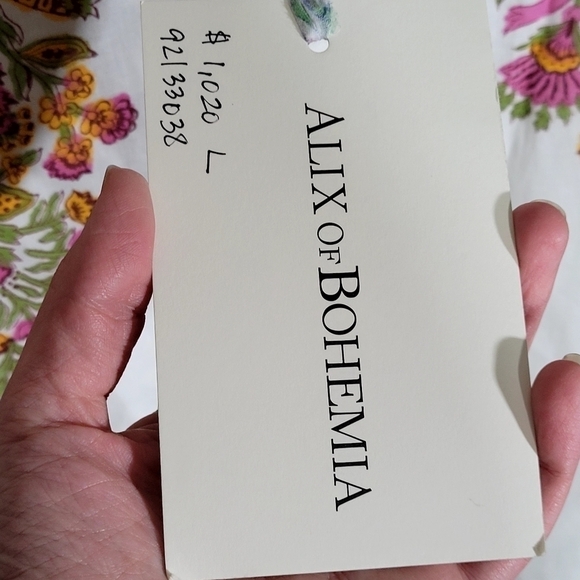 $1,020 L
92133038
ALIX OF BOHEMIA